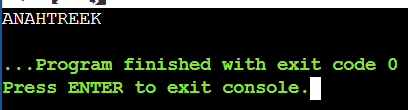 ANAHTREEK
...Program finished with exit code 0
Press ENTER to exit console.